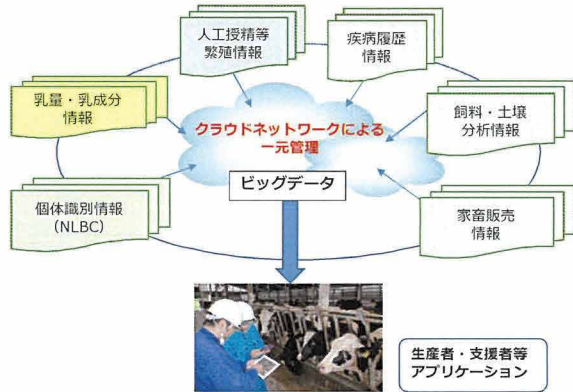 人工授精等
繁殖情報
疾病履歴
情報
乳量・乳成分
情報
飼料・土壌
分析情報
クラウドネットワークによる
一元管理
ビッグデータ
個体識別情報
（NLBC）
家畜販売
情報
生産者・支援者等
アプリケーション